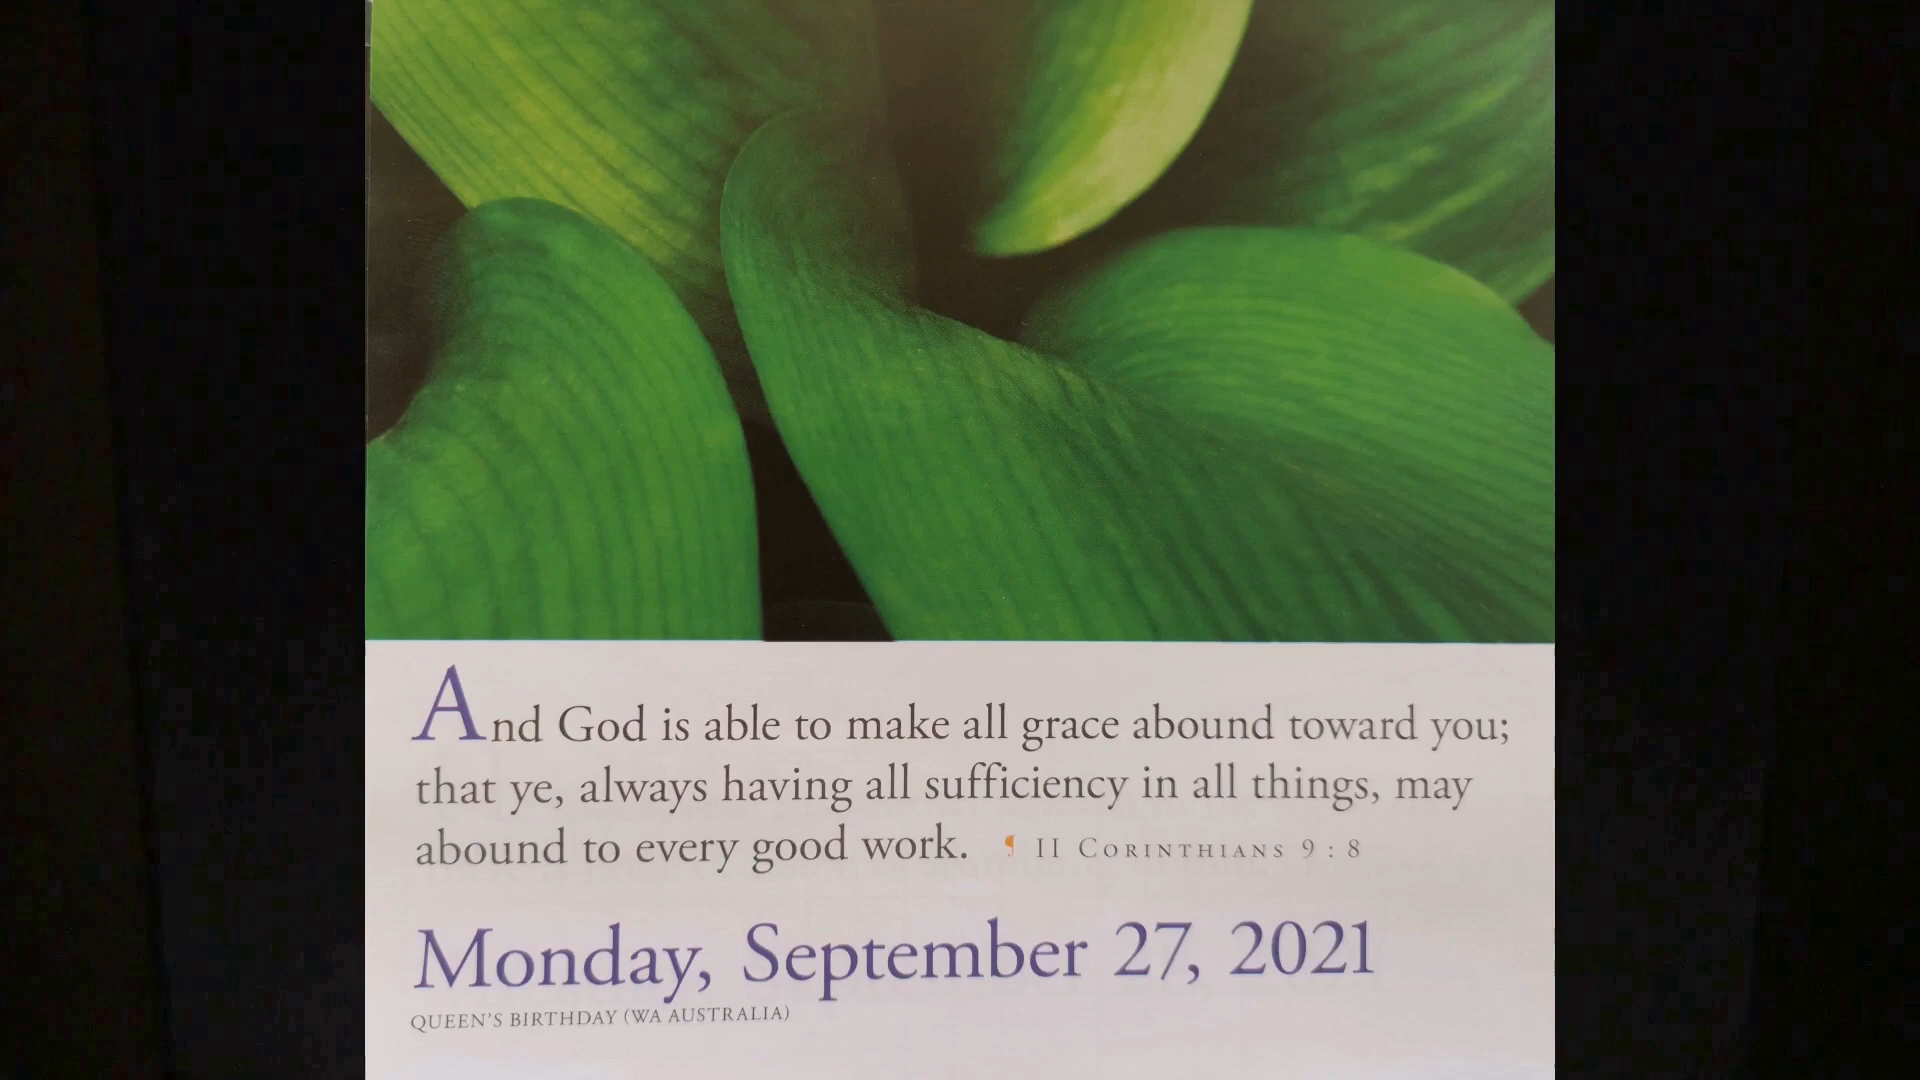 And God is able to make all grace abound toward you;
that ye, always having all sufficiency in all things, may
abound to every good work. ¶ II CORINTHIANS 9 : 8
Monday, September 27, 2021
QUEEN'S BIRTHDAY (WA AUSTRALIA)